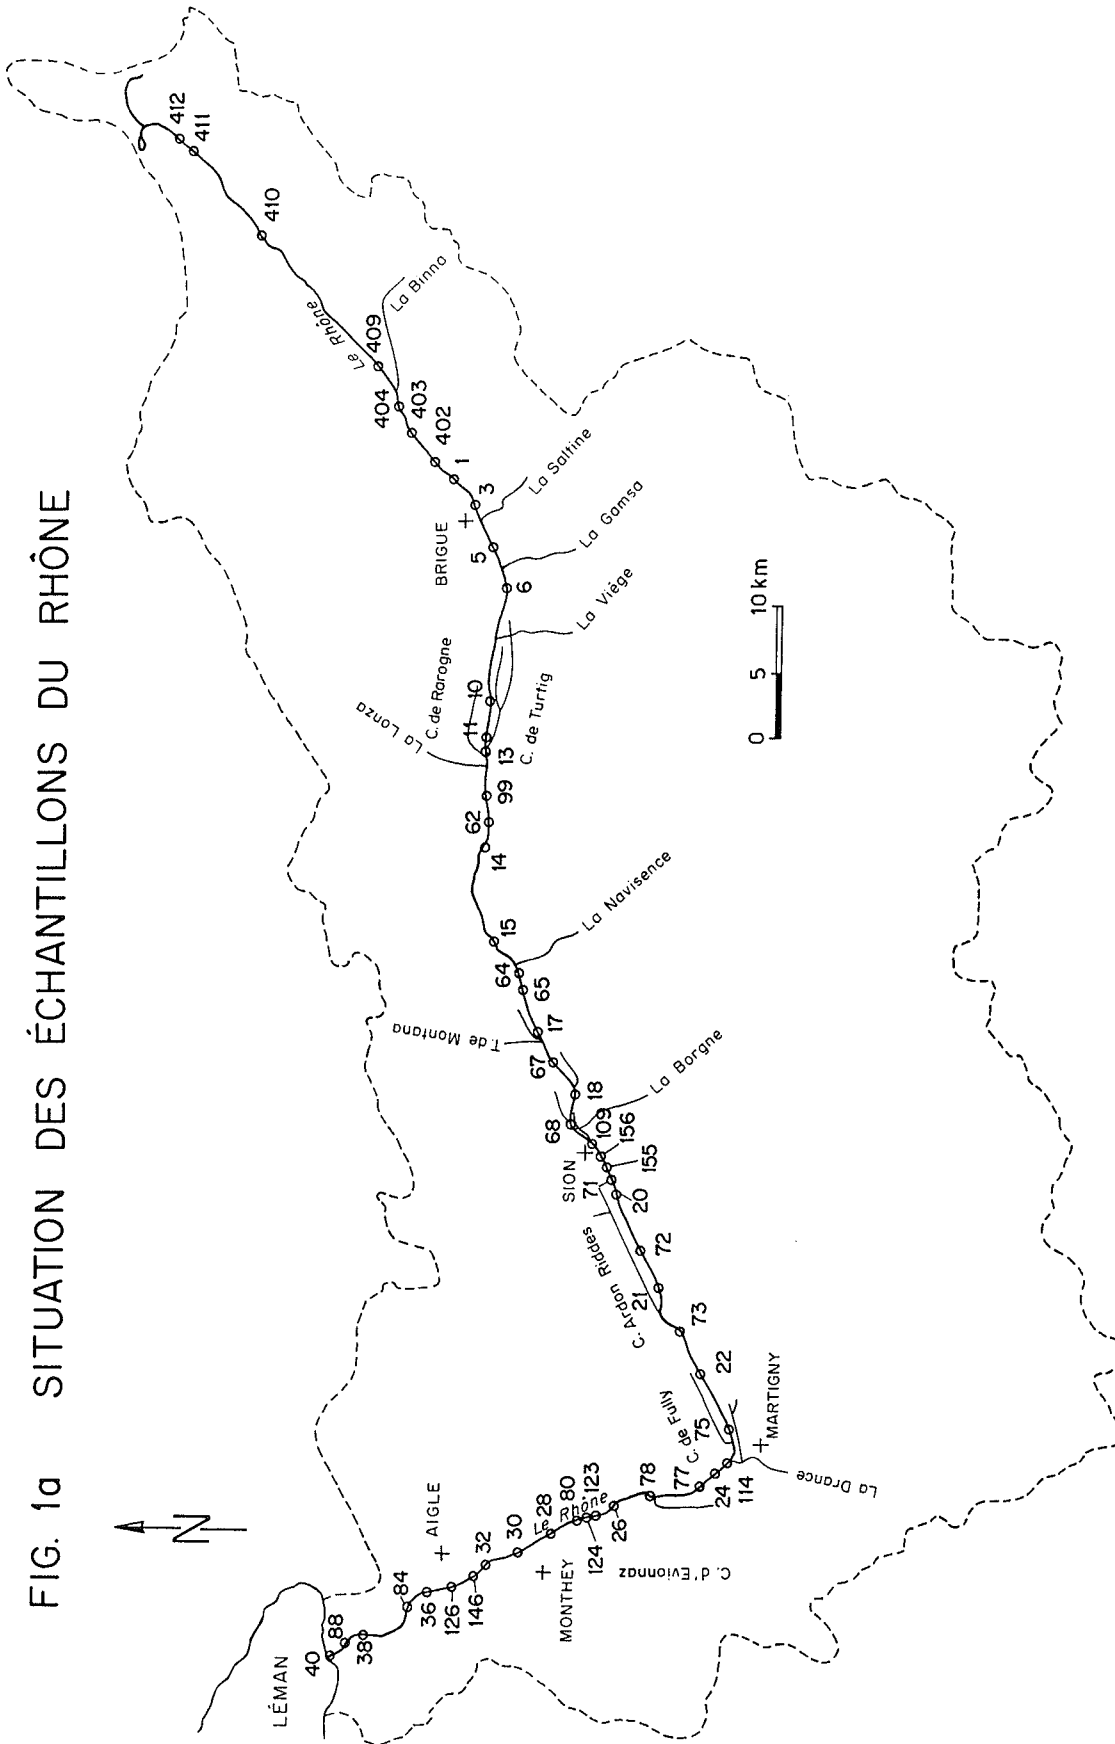 FIG. 1a SITUATION DES ÉCHANTILLONS DU RHÔNE
N
LÉMAN
40
88
38
84
36
126
146
32
30
28
80
123
124
26
78
77
24
114
AIGLE
MONTHEY
Le Rhône
C. d'Evionnaz
La Drance
MARTIGNY
C. de Fully
75
22
73
21
72
C. Ardon Riddes
20
71
155
156
109
SION
68
18
La Borgne
67
17
T. de Montana
65
64
La Navisence
15
14
62
99
13
11
10
La Lonza
C. de Rarogne
C. de Turtig
La Viége
6
5
La Gamsa
BRIGUE
3
La Saltine
1
402
403
404
409
La Binna
Le Rhône
410
411
412
0 5 10 km